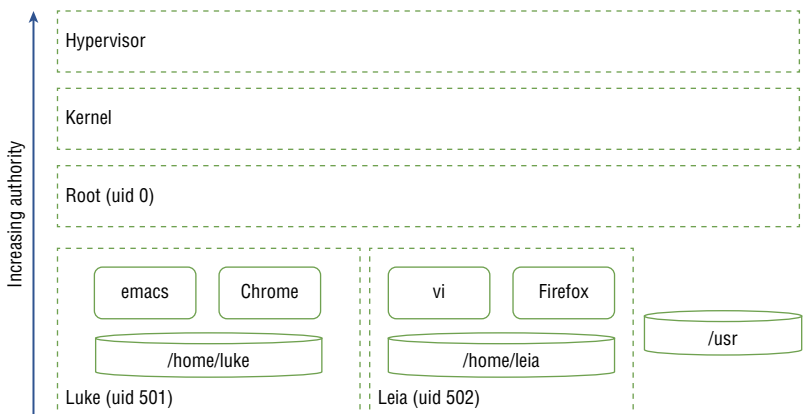 Increasing authority
Hypervisor
Kernel
Root (uid 0)
emacs
Chrome
vi
Firefox
/usr
/home/luke
/home/leia
Luke (uid 501)
Leia (uid 502)